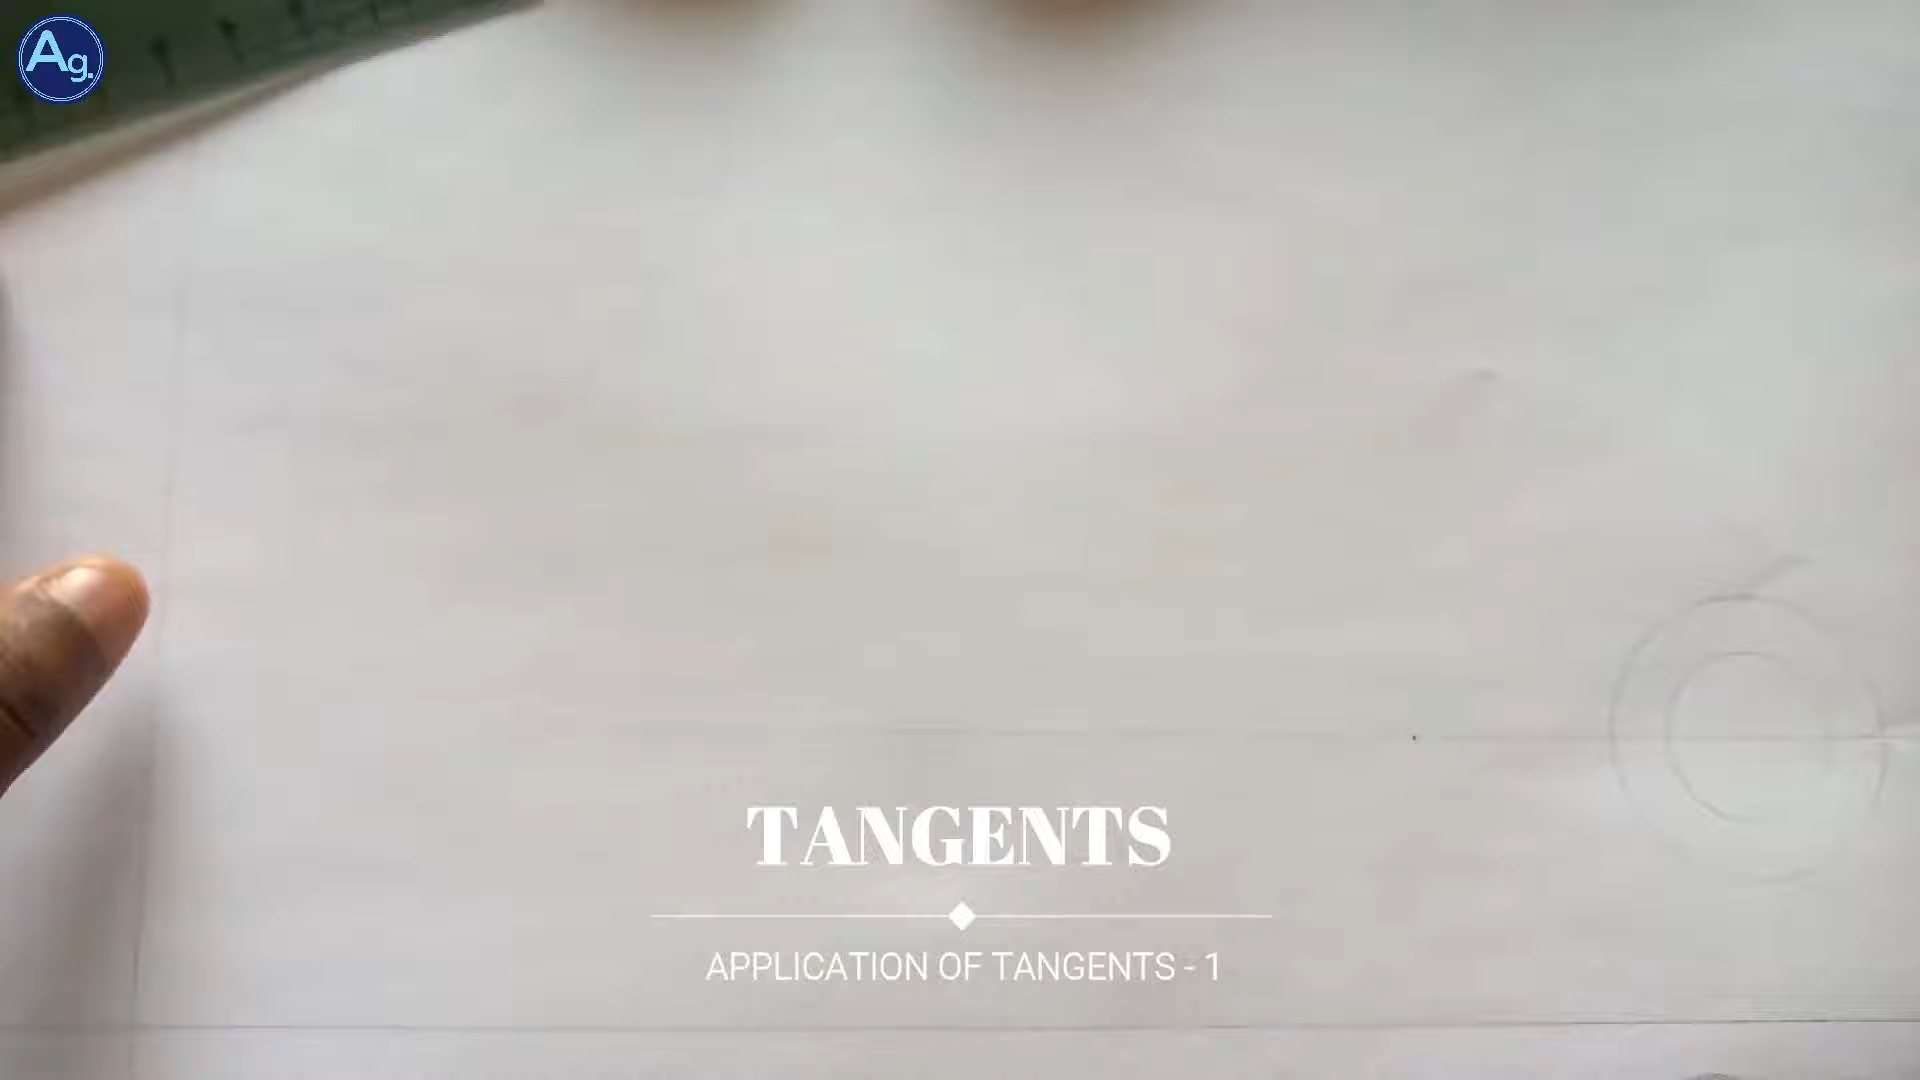 Ag.
TANGENTS
APPLICATION OF TANGENTS - 1